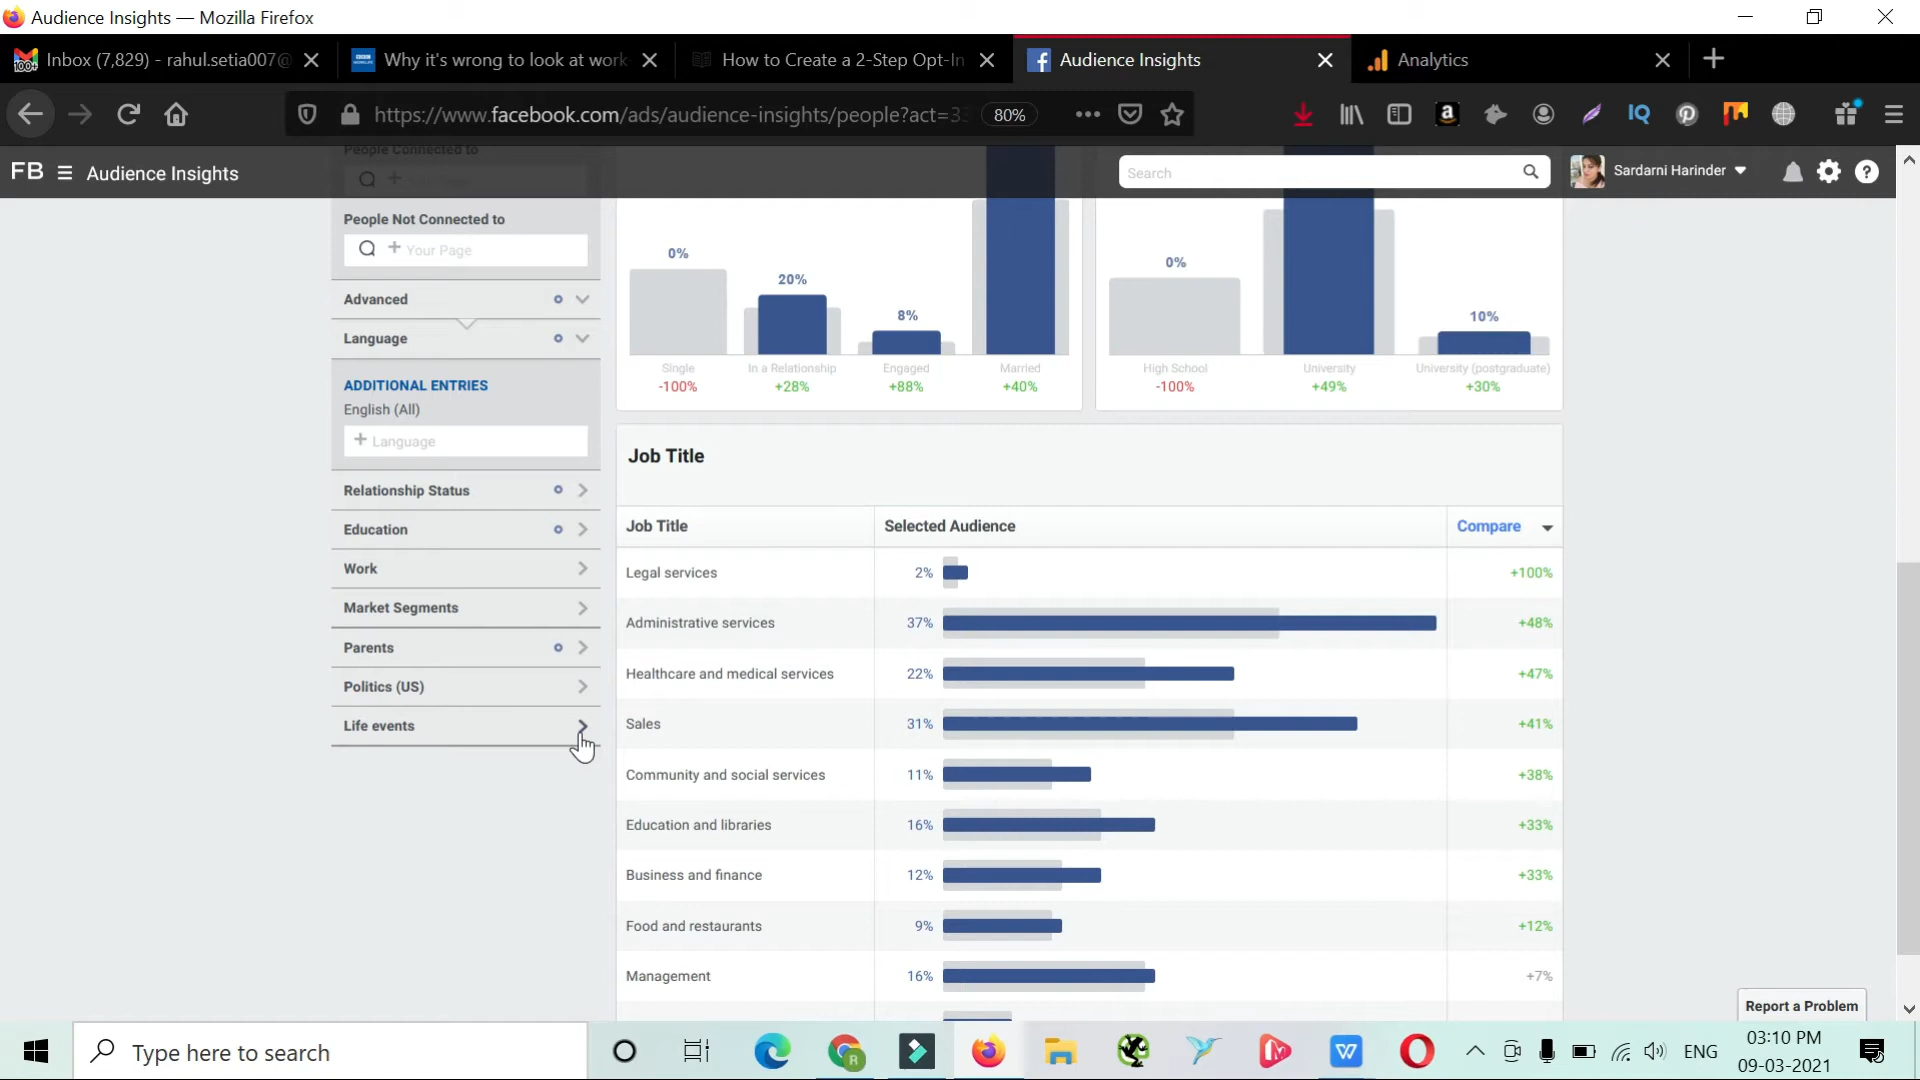 Audience Insights — Mozilla Firefox
Inbox (7,829) - rahul.setia007@
Why it's wrong to look at work
How to Create a 2-Step Opt-In
Audience Insights
Analytics
https://www.facebook.com/ads/audience-insights/people?act=33
80%
FB
Audience Insights
Search
Sardarni Harinder
People Connected to
People Not Connected to
+ Your Page
Advanced
Language
ADDITIONAL ENTRIES
English (All)
+ Language
Relationship Status
Education
Work
Market Segments
Parents
Politics (US)
Life events
0%
20%
8%
Single
In a Relationship
Engaged
Married
-100%
+28%
+88%
+40%
0%
10%
High School
University
University (postgraduate)
-100%
+49%
+30%
Job Title
Job Title
Selected Audience
Compare
Legal services 2% +100%
Administrative services 37% +48%
Healthcare and medical services 22% +47%
Sales 31% +41%
Community and social services 11% +38%
Education and libraries 16% +33%
Business and finance 12% +33%
Food and restaurants 9% +12%
Management 16% +7%
Report a Problem
Type here to search
ENG
03:10 PM
09-03-2021